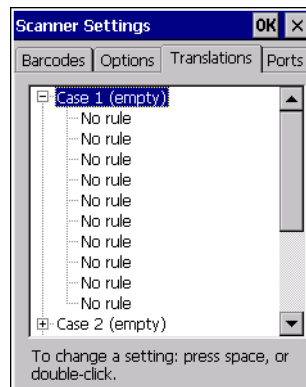 Scanner Settings OK ×
Barcodes Options Translations Ports
Case 1 (empty)
No rule
No rule
No rule
No rule
No rule
No rule
No rule
No rule
No rule
No rule
Case 2 (empty)
To change a setting: press space, or
double-click.